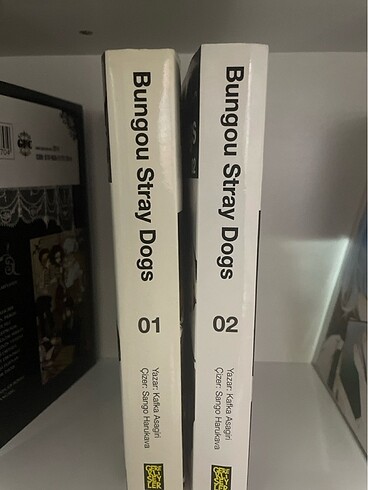 Bungou Stray Dogs
01
Yazar: Kafka Asagiri
Çizer: Sango Harukawa
Bungou Stray Dogs
02
Yazar: Kafka Asagiri
Çizer: Sango Harukawa